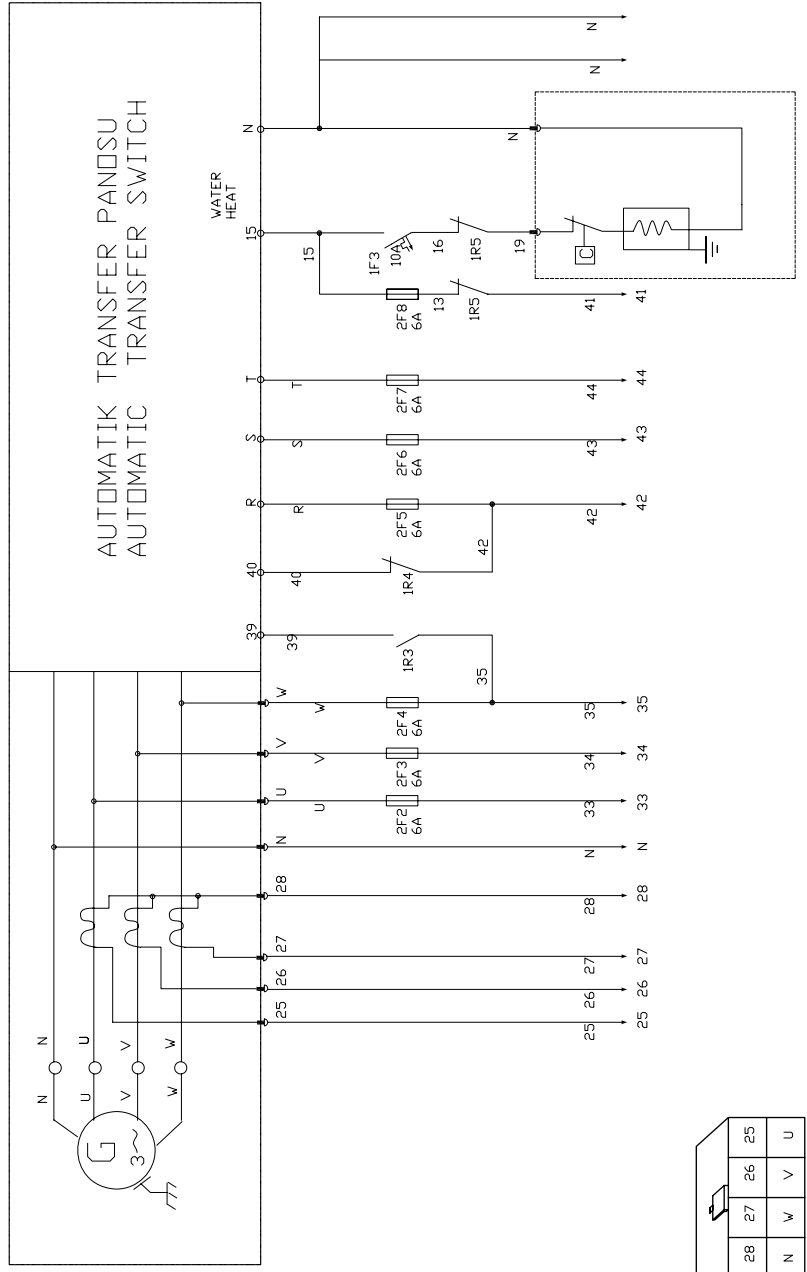 AUTOMATIK TRANSFER PANOSU
AUTOMATIC TRANSFER SWITCH
G
3~
N
N
U
U
V
V
W
W
25
26
27
28
N
U
V
W
39
40
R
S
T
15
WATER
HEAT
N
U
V
W
39
40
R
S
T
15
2F2
6A
2F3
6A
2F4
6A
1R3
1R4
2F5
6A
2F6
6A
2F7
6A
2F8
6A
1F3
10A
13
16
1R5
1R5
35
42
19
N
C
25
26
27
28
N
33
34
35
42
43
44
41
N
N
25
26
27
28
N
33
34
35
42
43
44
41
28
27
26
25
N
W
V
U